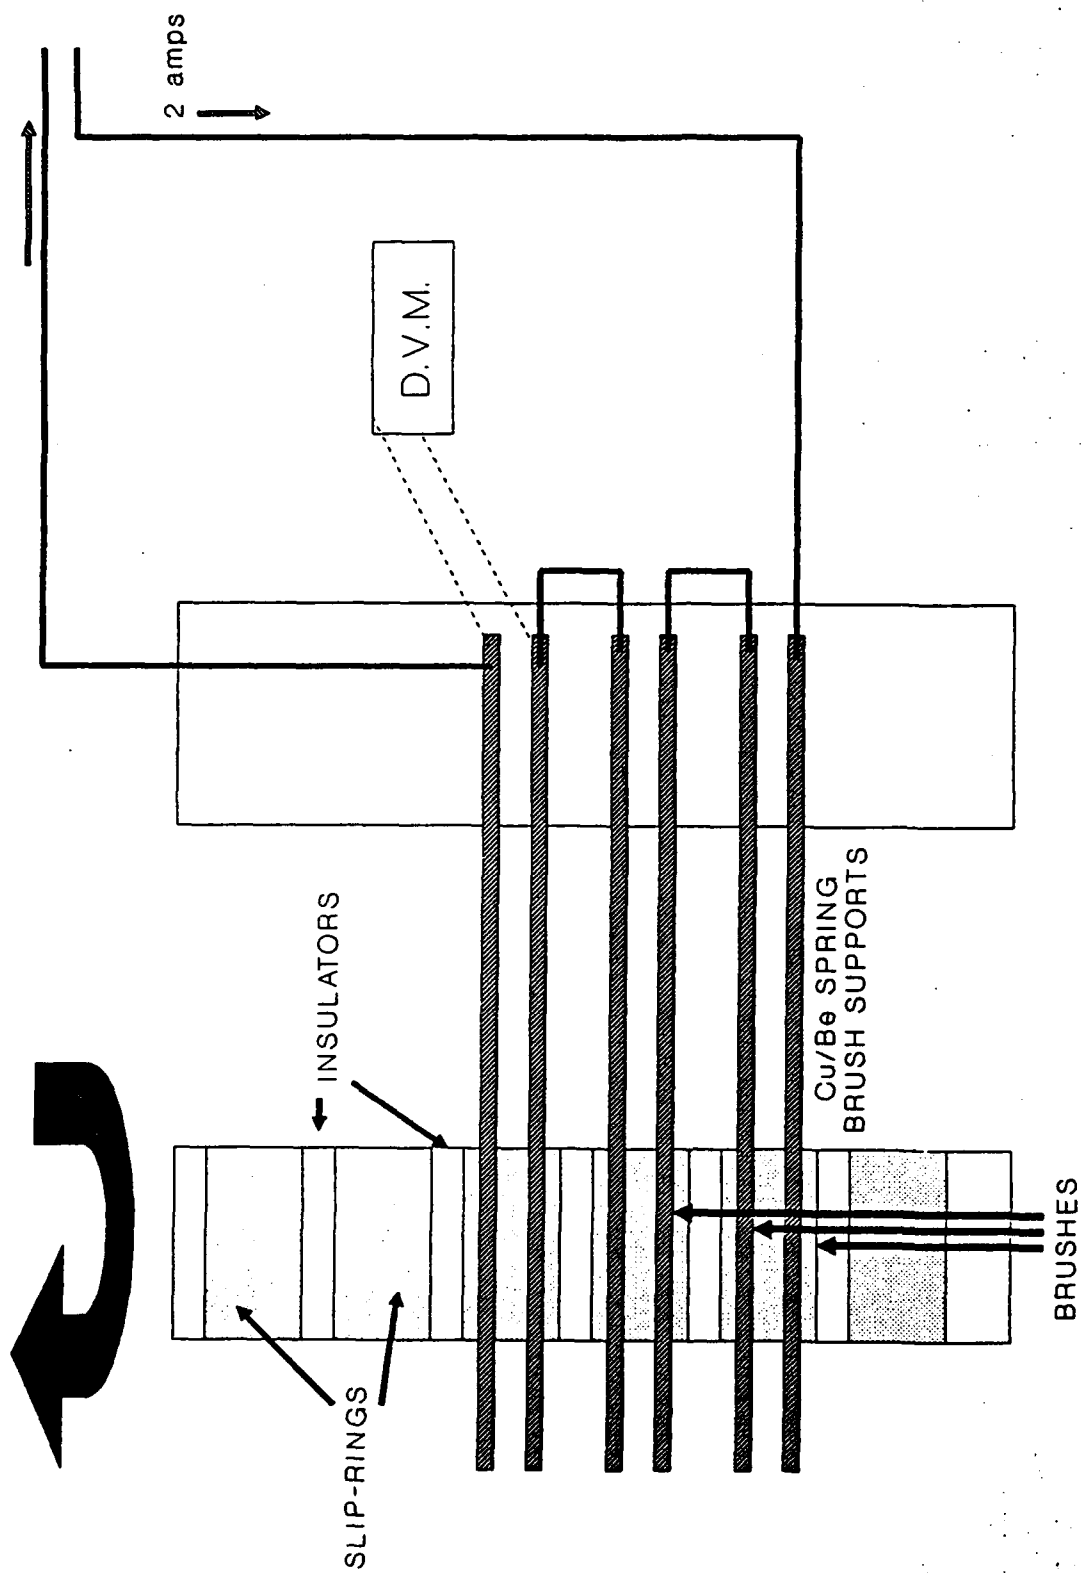 2 amps
D.V.M.
INSULATORS
Cu/Be SPRING
BRUSH SUPPORTS
SLIP-RINGS
BRUSHES